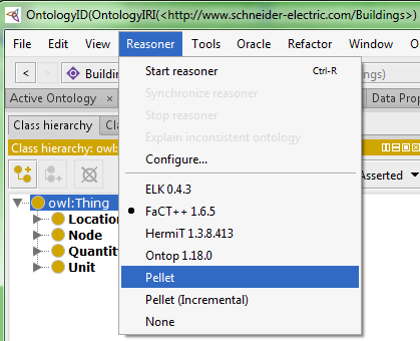 OntologyID(OntologyIRI(<http://www.schneider-electric.com/Buildings>)
File Edit View Reasoner Tools Oracle Refactor Window
Buildin
gs)
Start reasoner Ctrl-R
Active Ontology ×
Data Prop
Synchronize reasoner
Stop reasoner
Class hierarchy
Explain inconsistent ontology
Class hierarchy: owl:
Configure...
Asserted
ELK 0.4.3
owl:Thing
FaCT++ 1.6.5
Location
Node
HermiT 1.3.8.413
Quantit
Ontop 1.18.0
Unit
Pellet
Pellet (Incremental)
None